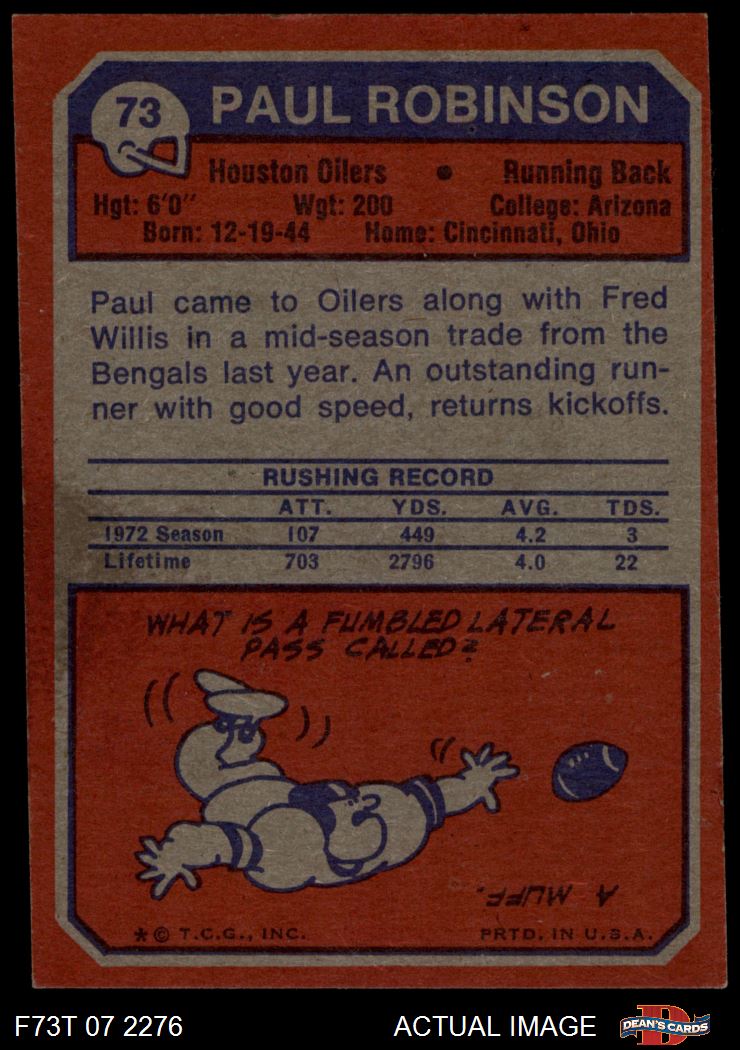 73 PAUL ROBINSON
Houston Oilers • Running Back
Hgt: 6'0" Wgt: 200 College: Arizona
Born: 12-19-44 Home: Cincinnati, Ohio
Paul came to Oilers along with Fred
Willis in a mid-season trade from the
Bengals last year. An outstanding run-
ner with good speed, returns kickoffs.
RUSHING RECORD
ATT. YDS. AVG. TDS.
1972 Season 107 449 4.2 3
Lifetime 703 2796 4.0 22
WHAT IS A FUMBLED LATERAL
PASS CALLED?
A MUFF.
* © T.C.G., INC. PRTD. IN U.S.A.
F73T 07 2276 ACTUAL IMAGE D DEAN'S CARDS